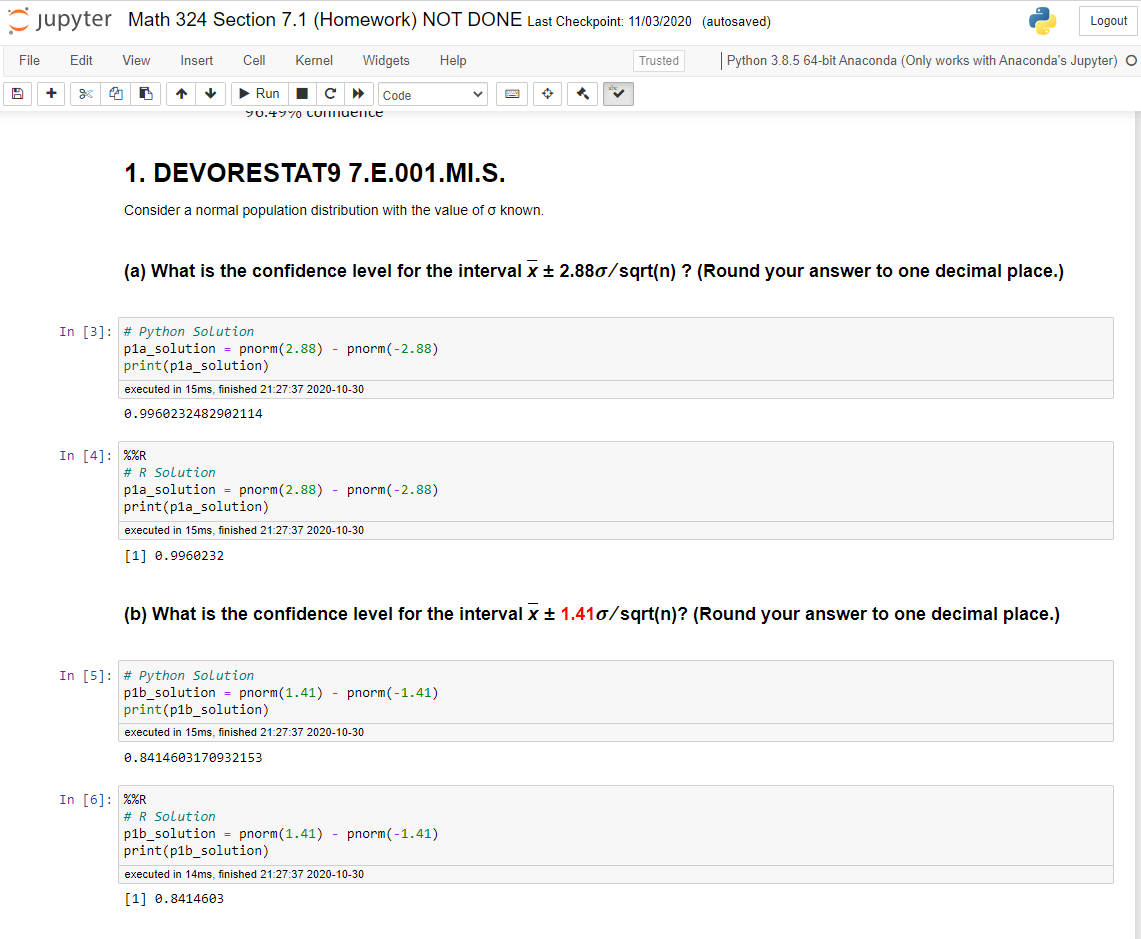 jupyter Math 324 Section 7.1 (Homework) NOT DONE Last Checkpoint: 11/03/2020 (autosaved) Logout
File Edit View Insert Cell Kernel Widgets Help Trusted Python 3.8.5 64-bit Anaconda (Only works with Anaconda's Jupyter)
Run Code
96.49% confidence
1. DEVORESTAT9 7.E.001.MI.S.
Consider a normal population distribution with the value of σ known.
(a) What is the confidence level for the interval x̅ ± 2.88σ/sqrt(n) ? (Round your answer to one decimal place.)
In [3]: # Python Solution
p1a_solution = pnorm(2.88) - pnorm(-2.88)
print(p1a_solution)
executed in 15ms, finished 21:27:37 2020-10-30
0.9960232482902114
In [4]: %%R
# R Solution
p1a_solution = pnorm(2.88) - pnorm(-2.88)
print(p1a_solution)
executed in 15ms, finished 21:27:37 2020-10-30
[1] 0.9960232
(b) What is the confidence level for the interval x̅ ± 1.41σ/sqrt(n)? (Round your answer to one decimal place.)
In [5]: # Python Solution
p1b_solution = pnorm(1.41) - pnorm(-1.41)
print(p1b_solution)
executed in 15ms, finished 21:27:37 2020-10-30
0.8414603170932153
In [6]: %%R
# R Solution
p1b_solution = pnorm(1.41) - pnorm(-1.41)
print(p1b_solution)
executed in 14ms, finished 21:27:37 2020-10-30
[1] 0.8414603